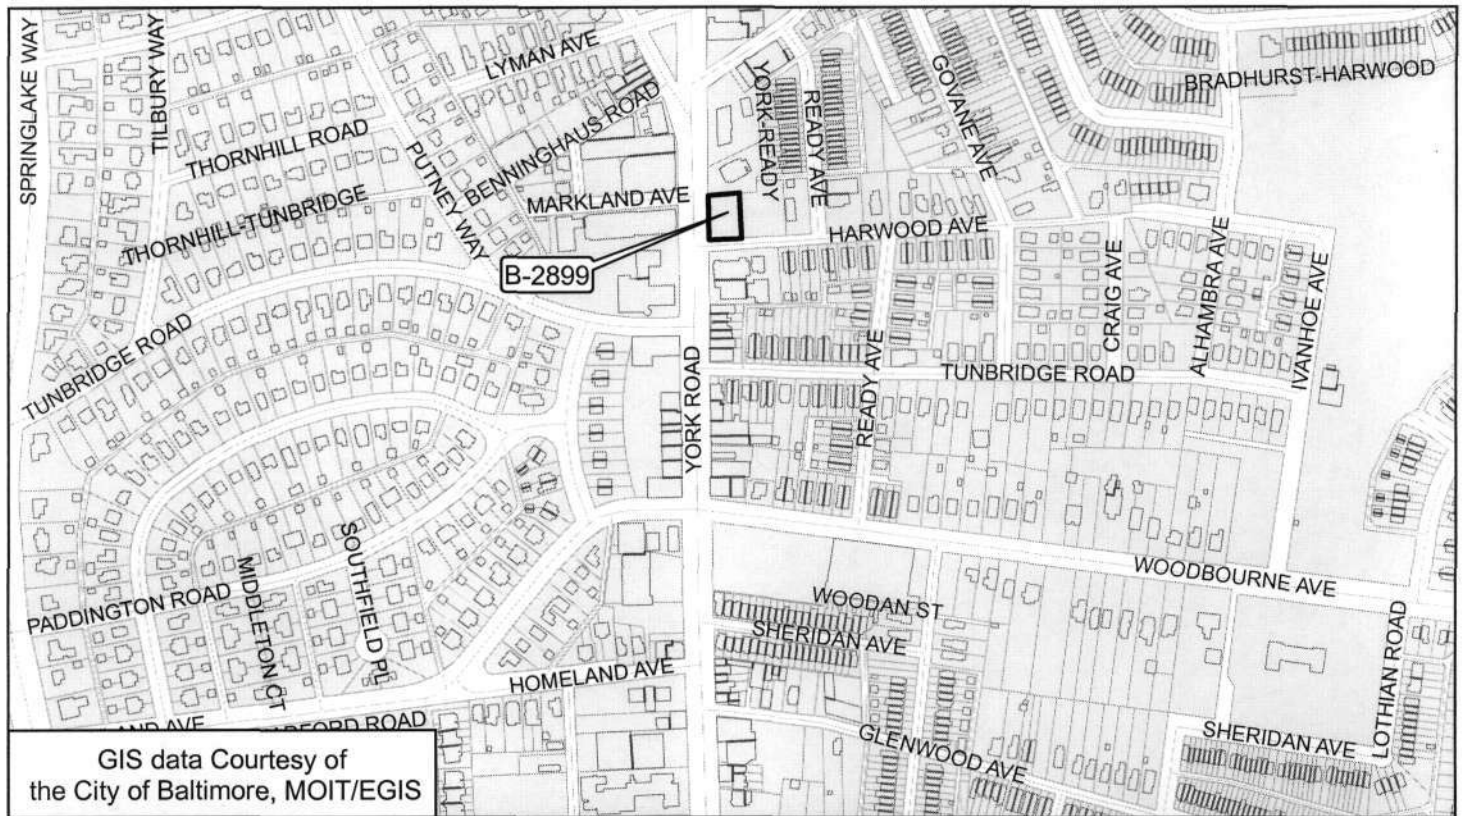 SPRINGLAKE WAY
TILBURY WAY
LYMAN AVE
BENNINGHAUS ROAD
YORK-READY
READY AVE
GOVANE AVE
BRADHURST-HARWOOD
THORNHILL ROAD
PUTNEY WAY
THORNHILL-TUNBRIDGE
MARKLAND AVE
HARWOOD AVE
B-2899
CRAIG AVE
ALHAMBRA AVE
IVANHOE AVE
TUNBRIDGE ROAD
YORK ROAD
READY AVE
TUNBRIDGE ROAD
SOUTHFIELD PL
MIDDLETON CT
PADDINGTON ROAD
WOODBOURNE AVE
WOODAN ST
SHERIDAN AVE
LOTHIAN ROAD
HOMELAND AVE
GLENWOOD AVE
SHERIDAN AVE
AND AVE
ROAD
GIS data Courtesy of
the City of Baltimore, MOIT/EGIS